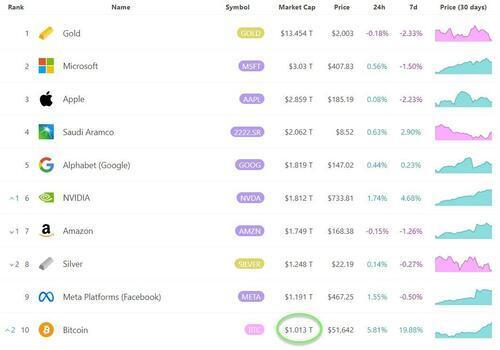 Rank Name Symbol Market Cap Price 24h 7d Price (30 days)
1 Gold GOLD $13.454 T $2,003 -0.18% -2.33%
2 Microsoft MSFT $3.03 T $407.83 0.56% -1.50%
3 Apple AAPL $2.859 T $185.19 0.08% -2.23%
4 Saudi Aramco 2222.SR $2.062 T $8.52 0.63% 2.90%
5 Alphabet (Google) GOOG $1.819 T $147.02 0.44% 0.23%
1 6 NVIDIA NVDA $1.812 T $733.81 1.74% 4.68%
1 7 Amazon AMZN $1.749 T $168.38 -0.15% -1.26%
2 8 Silver SILVER $1.248 T $22.19 0.14% -0.27%
9 Meta Platforms (Facebook) META $1.191 T $467.25 1.55% -0.50%
2 10 Bitcoin BTC $1.013 T $51,642 5.81% 19.88%